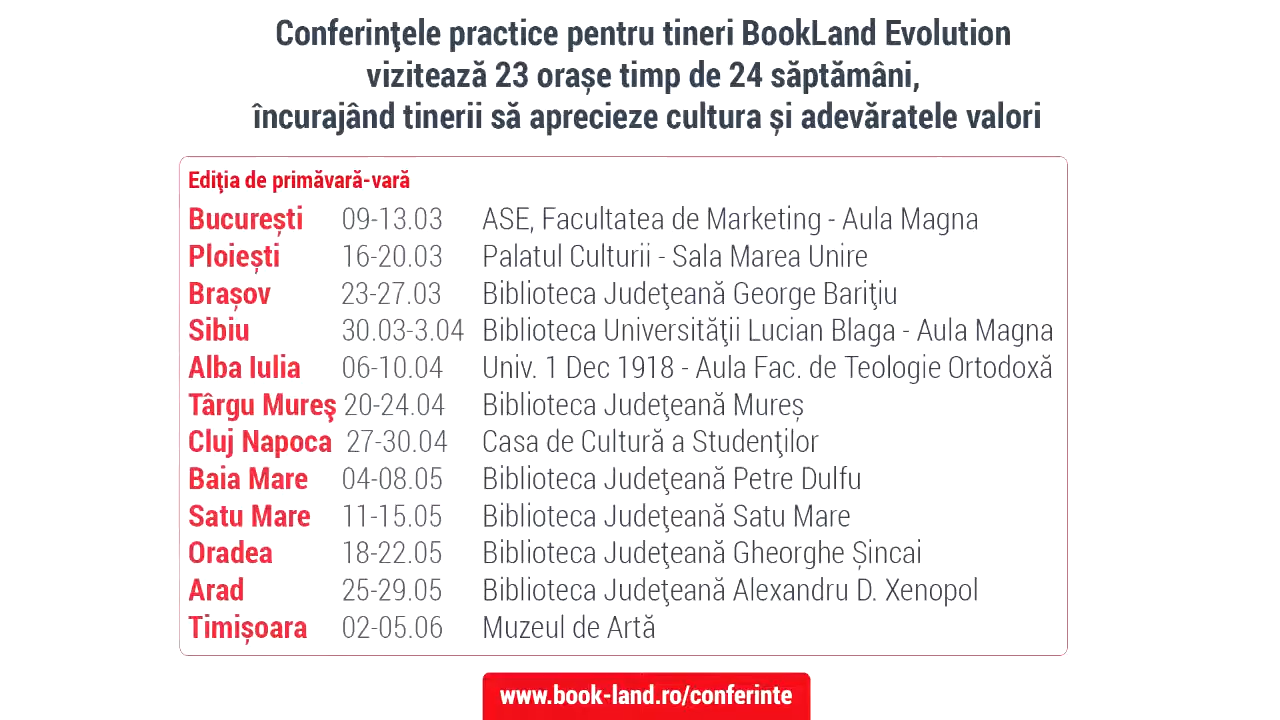 Conferinţele practice pentru tineri BookLand Evolution
vizitează 23 orașe timp de 24 săptămâni,
încurajând tinerii să aprecieze cultura și adevăratele valori
Ediţia de primăvară-vară
București 09-13.03 ASE, Facultatea de Marketing - Aula Magna
Ploiești 16-20.03 Palatul Culturii - Sala Marea Unire
Brașov 23-27.03 Biblioteca Judeţeană George Bariţiu
Sibiu 30.03-3.04 Biblioteca Universităţii Lucian Blaga - Aula Magna
Alba Iulia 06-10.04 Univ. 1 Dec 1918 - Aula Fac. de Teologie Ortodoxă
Târgu Mureş 20-24.04 Biblioteca Judeţeană Mureș
Cluj Napoca 27-30.04 Casa de Cultură a Studenţilor
Baia Mare 04-08.05 Biblioteca Judeţeană Petre Dulfu
Satu Mare 11-15.05 Biblioteca Judeţeană Satu Mare
Oradea 18-22.05 Biblioteca Judeţeană Gheorghe Șincai
Arad 25-29.05 Biblioteca Judeţeană Alexandru D. Xenopol
Timișoara 02-05.06 Muzeul de Artă
www.book-land.ro/conferinte